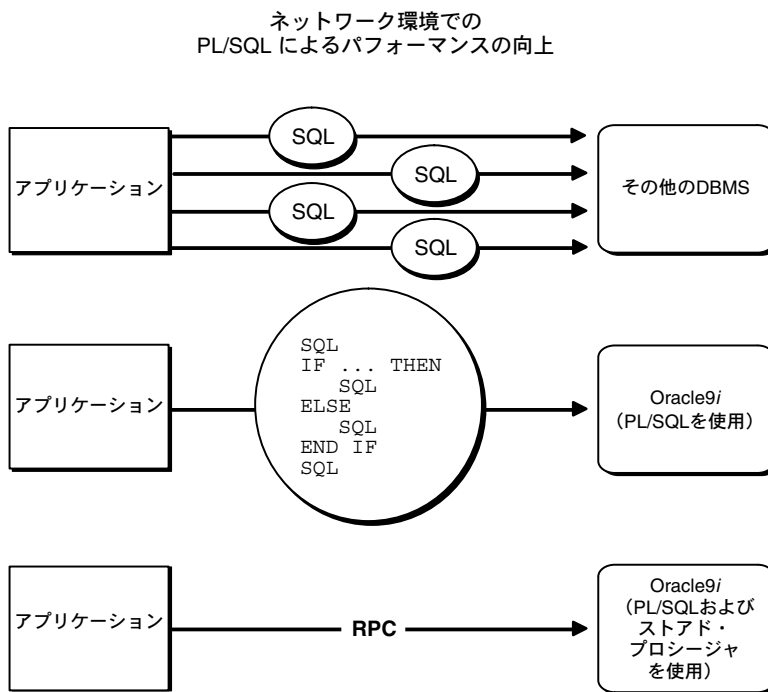 ネットワーク環境での
PL/SQL によるパフォーマンスの向上
アプリケーション
SQL
SQL
SQL
SQL
その他のDBMS
アプリケーション
SQL
IF ... THEN
SQL
ELSE
SQL
END IF
SQL
Oracle9i
（PL/SQLを使用）
アプリケーション
RPC
Oracle9i
（PL/SQLおよび
ストアド・
プロシージャ
を使用）